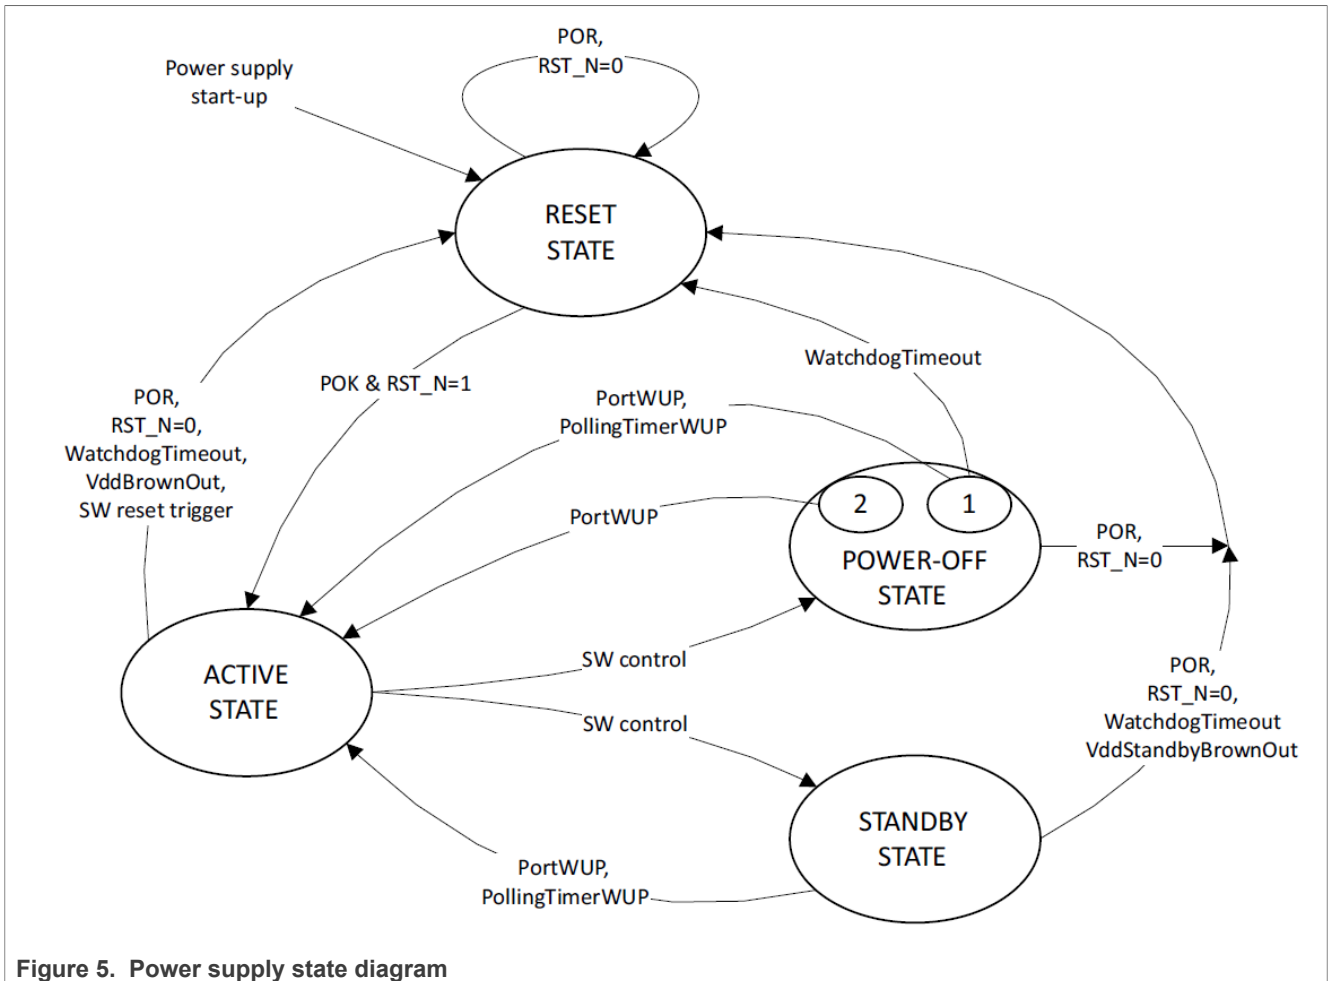 POR,
RST_N=0
Power supply
start-up
RESET
STATE
WatchdogTimeout
POK & RST_N=1
POR,
RST_N=0,
WatchdogTimeout,
VddBrownOut,
SW reset trigger
PortWUP,
PollingTimerWUP
2
1
PortWUP
POWER-OFF
STATE
POR,
RST_N=0
SW control
ACTIVE
STATE
SW control
POR,
RST_N=0,
WatchdogTimeout
VddStandbyBrownOut
STANDBY
STATE
PortWUP,
PollingTimerWUP
Figure 5. Power supply state diagram